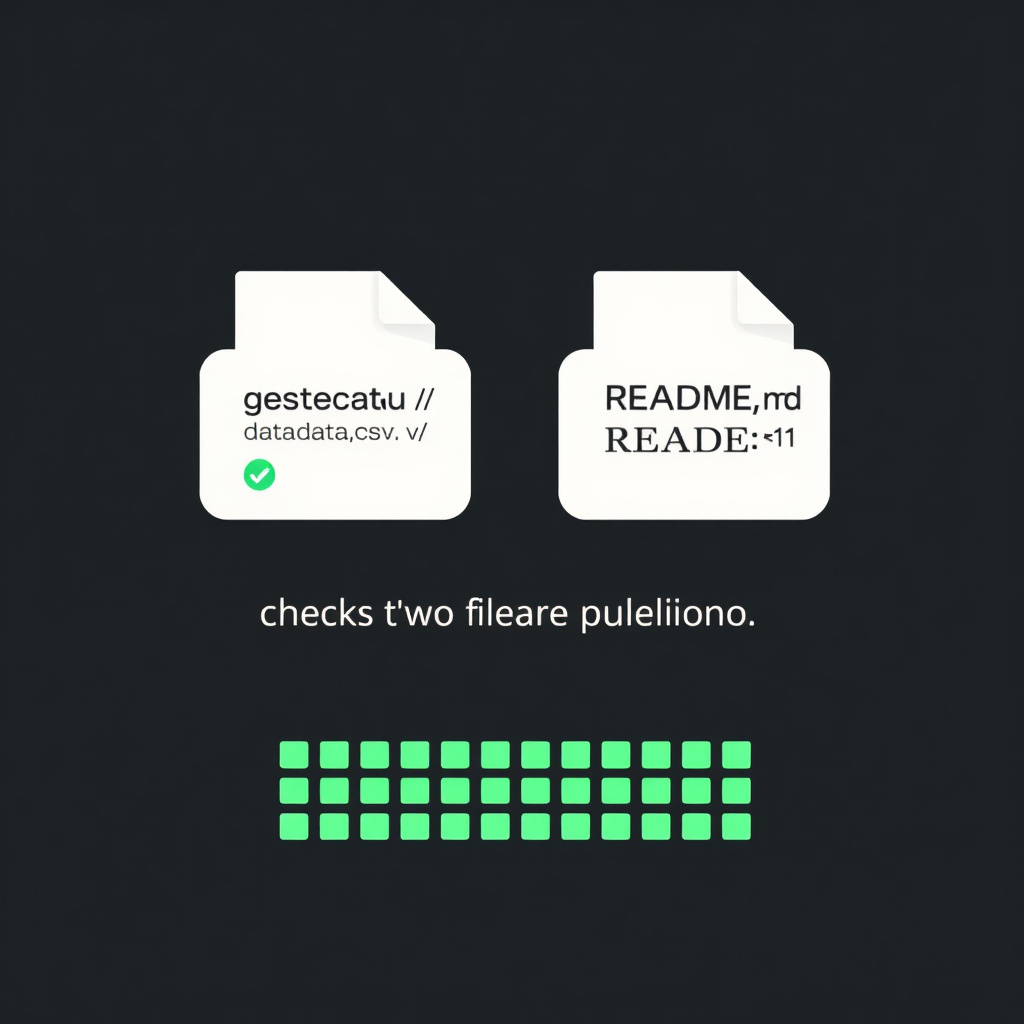 gestecatu //
datadata,csv. v/
README,md
READE: <11
checks t'wo fileare puleliiono.